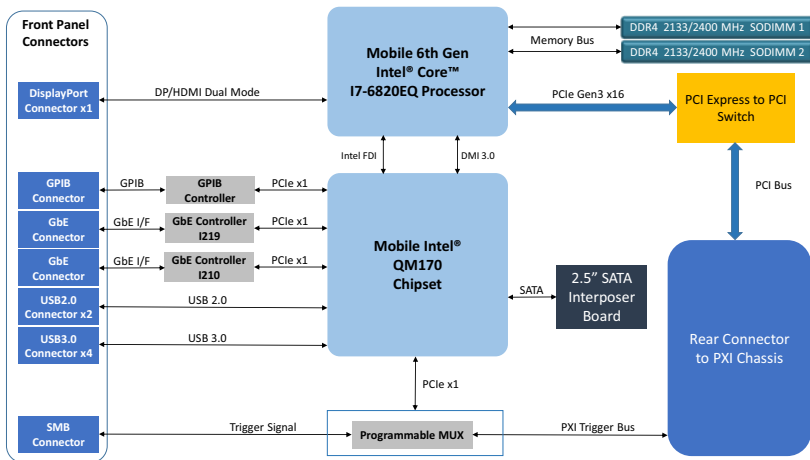 Front Panel
Connectors
DisplayPort
Connector x1
DP/HDMI Dual Mode
Mobile 6th Gen
Intel® Core™
I7-6820EQ Processor
Memory Bus
DDR4 2133/2400 MHz SODIMM 1
DDR4 2133/2400 MHz SODIMM 2
PCIe Gen3 x16
PCI Express to PCI
Switch
Intel FDI
DMI 3.0
PCI Bus
GPIB
Connector
GPIB
GPIB
Controller
PCIe x1
GbE
Connector
GbE I/F
GbE Controller
I219
PCIe x1
GbE
Connector
GbE I/F
GbE Controller
I210
PCIe x1
USB2.0
Connector x2
USB 2.0
USB3.0
Connector x4
USB 3.0
Mobile Intel®
QM170
Chipset
SATA
2.5” SATA
Interposer
Board
Rear Connector
to PXI Chassis
PCIe x1
SMB
Connector
Trigger Signal
Programmable MUX
PXI Trigger Bus